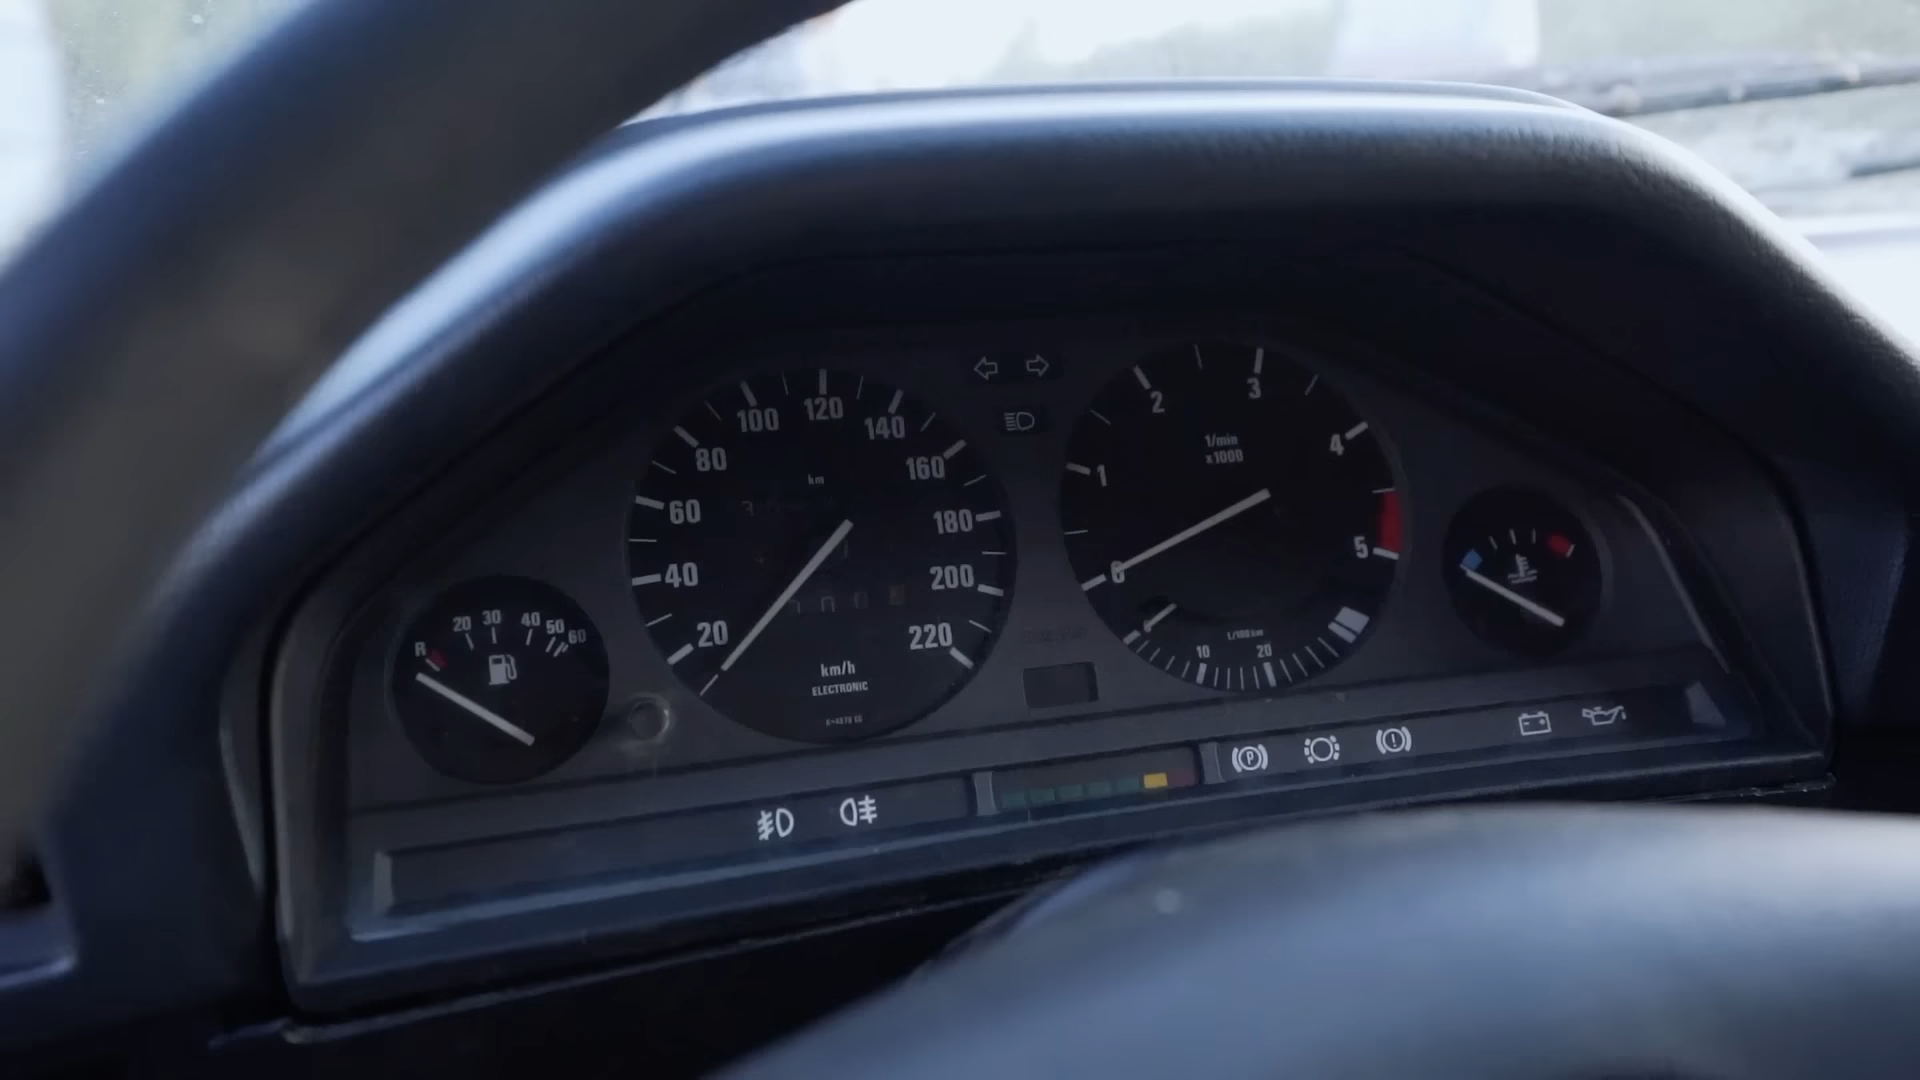 R 20 30 40 50 60
20 40 60 80 100 120 140 160 180 200 220
km
km/h
ELECTRONIC
0 1 2 3 4 5
1/min
x1000
L/100 km
10 20
P